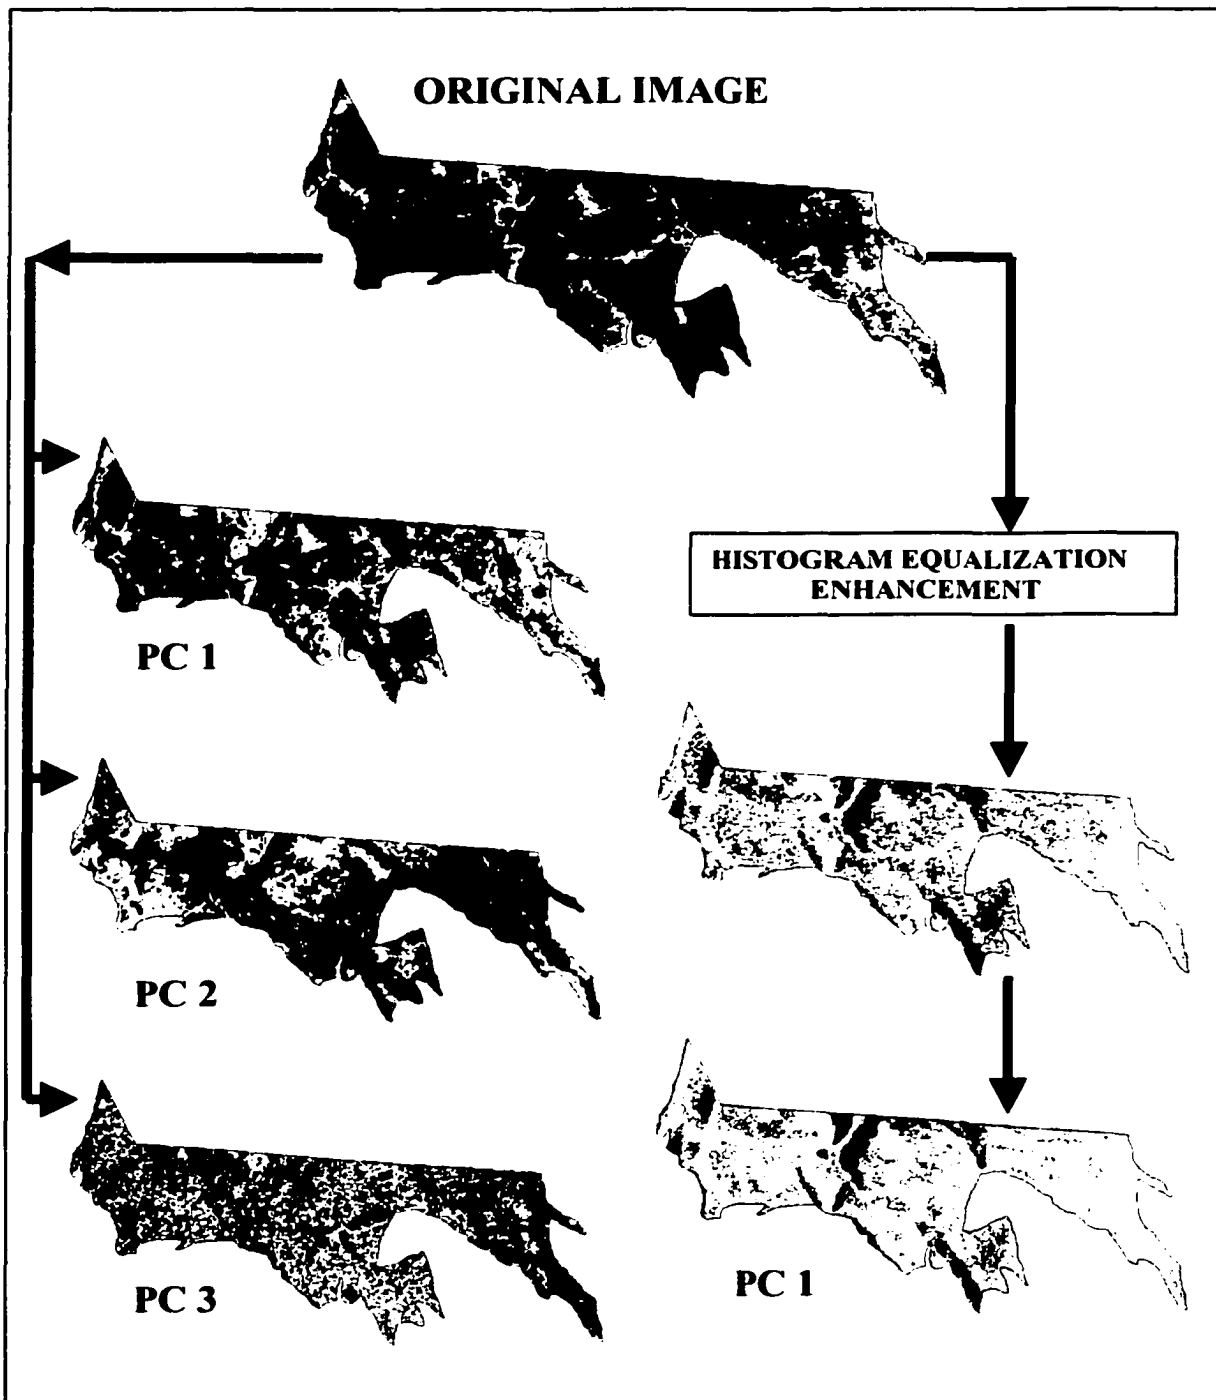 ORIGINAL IMAGE
PC 1
HISTOGRAM EQUALIZATION
ENHANCEMENT
PC 2
PC 3
PC 1